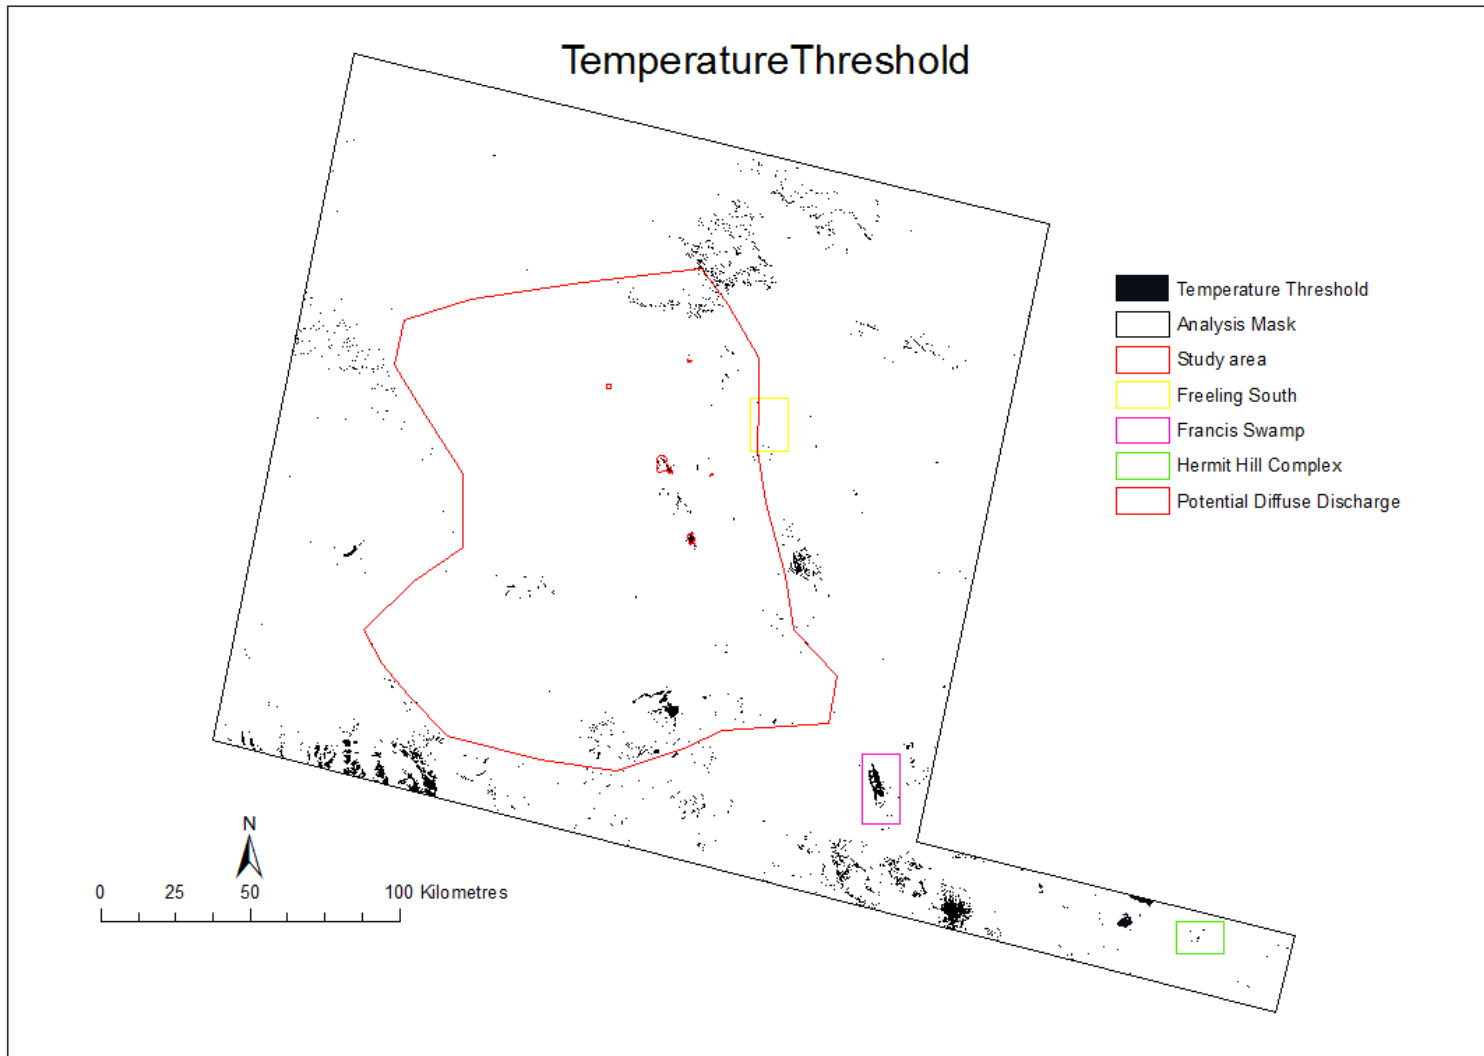 TemperatureThreshold
Temperature Threshold
Analysis Mask
Study area
Freeling South
Francis Swamp
Hermit Hill Complex
Potential Diffuse Discharge
N
0 25 50 100 Kilometres